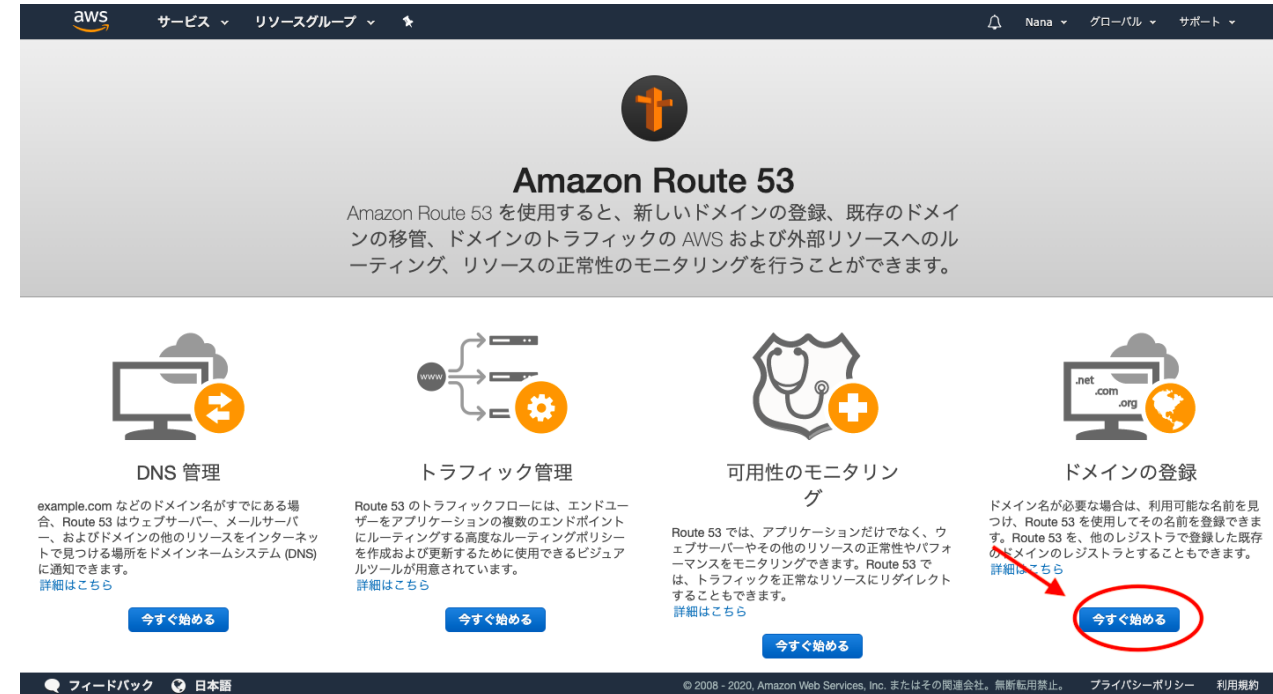 aws サービス リソースグループ Nana グローバル サポート
Amazon Route 53
Amazon Route 53 を使用すると、新しいドメインの登録、既存のドメイ
ンの移管、ドメインのトラフィックの AWS および外部リソースへのル
ーティング、リソースの正常性のモニタリングを行うことができます。
www
.net
.com
.org
DNS 管理
example.com などのドメイン名がすでにある場
合、Route 53 はウェブサーバー、メールサーバ
ー、およびドメインの他のリソースをインターネッ
トで見つける場所をドメインネームシステム (DNS)
に通知できます。
詳細はこちら
今すぐ始める
トラフィック管理
Route 53 のトラフィックフローには、エンドユー
ザーをアプリケーションの複数のエンドポイント
にルーティングする高度なルーティングポリシー
を作成および更新するために使用できるビジュア
ルツールが用意されています。
詳細はこちら
今すぐ始める
可用性のモニタリン
グ
Route 53 では、アプリケーションだけでなく、ウ
ェブサーバーやその他のリソースの正常性やパフォ
ーマンスをモニタリングできます。Route 53 で
は、トラフィックを正常なリソースにリダイレクト
することもできます。
詳細はこちら
今すぐ始める
ドメインの登録
ドメイン名が必要な場合は、利用可能な名前を見
つけ、Route 53 を使用してその名前を登録できま
す。Route 53 を、他のレジストラで登録した既存
のドメインのレジストラとすることもできます。
詳細はこちら
今すぐ始める
フィードバック 日本語 © 2008 - 2020, Amazon Web Services, Inc. またはその関連会社。無断転用禁止。 プライバシーポリシー 利用規約